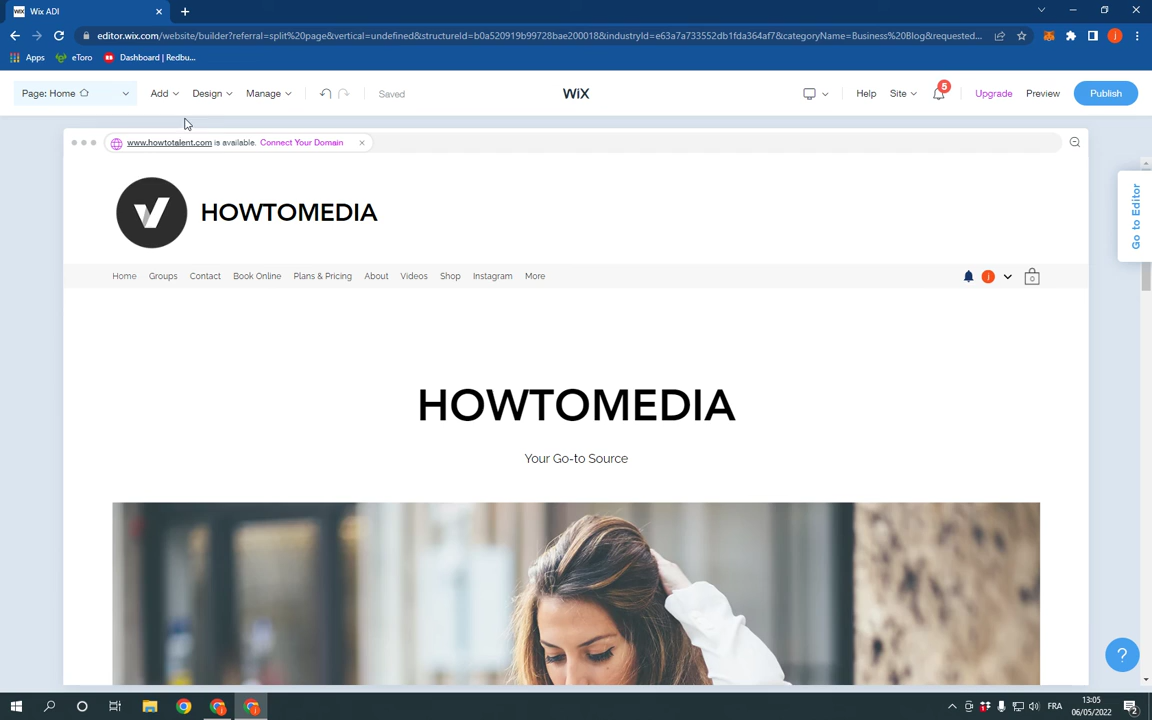 WIX Wix ADI
editor.wix.com/website/builder?referral=split%20page&vertical=undefined&structureId=b0a520919b99728bae200018&industryId=e63a7a733552db1fda364af7&categoryName=Business%20Blog&requested...
Apps eToro Dashboard | Redbu...
Page: Home Add Design Manage Saved WiX Help Site 5 Upgrade Preview Publish
www.howtotalent.com is available. Connect Your Domain
HOWTOMEDIA
Go to Editor
Home Groups Contact Book Online Plans & Pricing About Videos Shop Instagram More j 0
HOWTOMEDIA
Your Go-to Source
?
FRA 13:05
06/05/2022 2